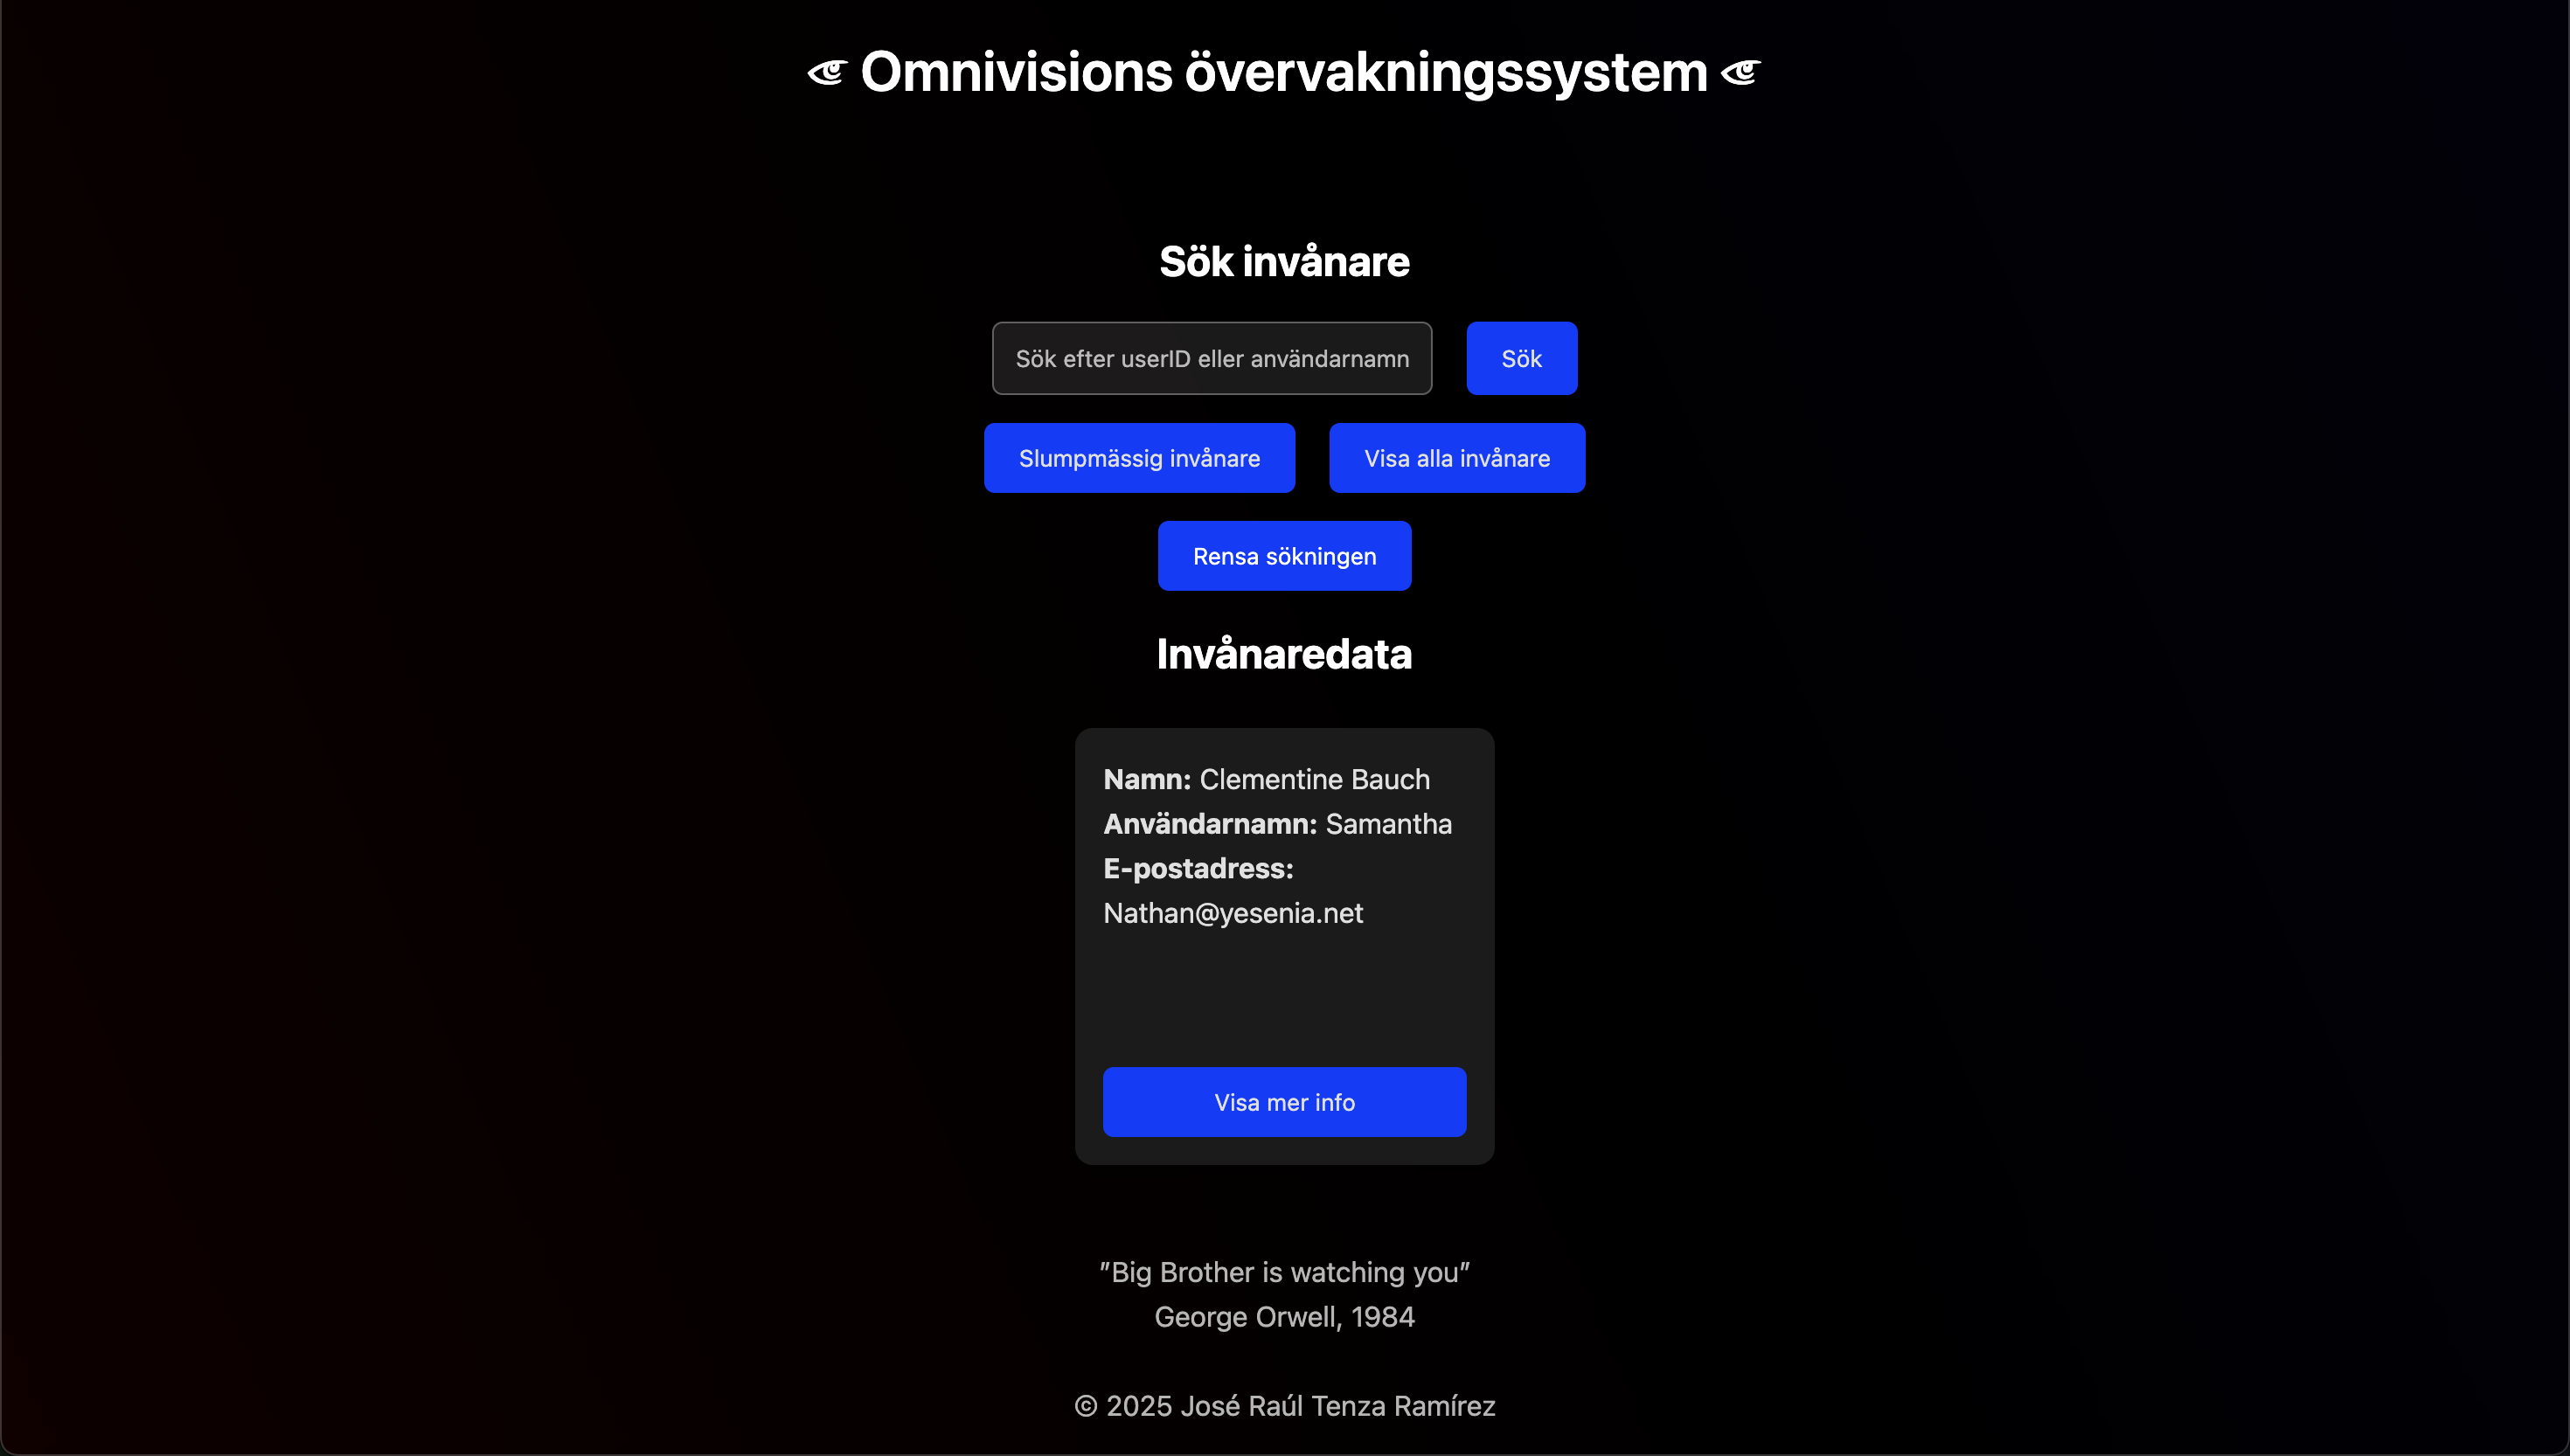 Omnivisions övervakningssystem
Sök invånare
Sök efter userID eller användarnamn
Sök
Slumpmässig invånare
Visa alla invånare
Rensa sökningen
Invånaredata
Namn: Clementine Bauch
Användarnamn: Samantha
E-postadress:
Nathan@yesenia.net
Visa mer info
”Big Brother is watching you”
George Orwell, 1984
© 2025 José Raúl Tenza Ramírez